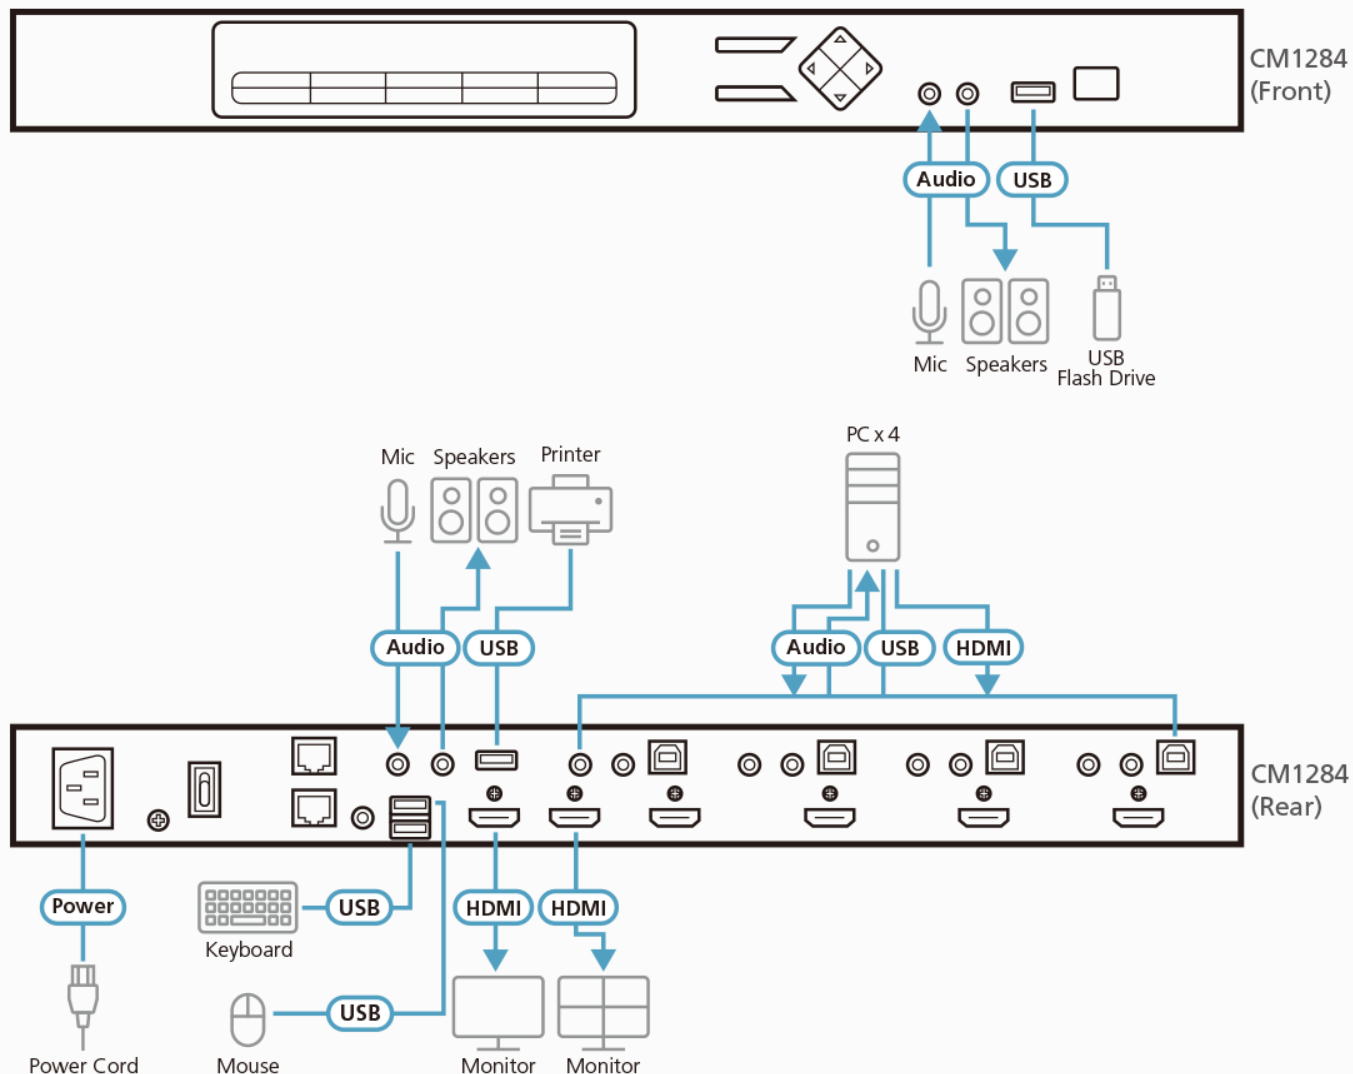 CM1284
(Front)
Audio
USB
Mic
Speakers
USB
Flash Drive
PC x 4
Mic
Speakers
Printer
Audio
USB
Audio
USB
HDMI
CM1284
(Rear)
Power
USB
HDMI
HDMI
Keyboard
USB
Power Cord
Mouse
Monitor
Monitor